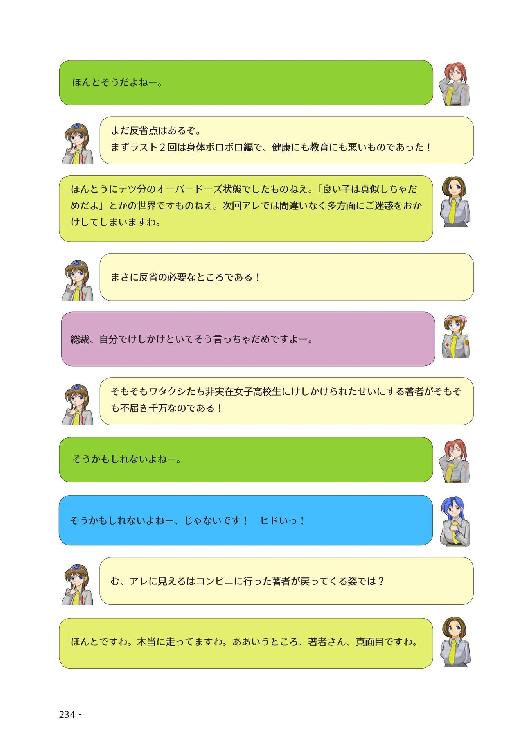 ほんとそうだよねー。
まだ反省点はあるぞ。
まずラスト２回は身体ボロボロ編で、健康にも教育にも悪いものであった！
ほんとうにテツ分のオーバードーズ状態でしたものねえ。「良い子は真似しちゃだ
めだよ」とかの世界ですものねえ。次回アレでは間違いなく多方面にご迷惑をおか
けしてしまいますわ。
まさに反省の必要なところである！
総裁、自分でけしかけといてそう言っちゃだめですよー。
そもそもワタクシたち非実在女子高校生にけしかけられたせいにする著者がそもそ
も不届き千万なのである！
そうかもしれないよねー。
そうかもしれないよねー、じゃないです！　ヒドいっ！
む、アレに見えるはコンビニに行った著者が戻ってくる姿では？
ほんとですわ。本当に走ってますわ。ああいうところ、著者さん、真面目ですわ。
234 -